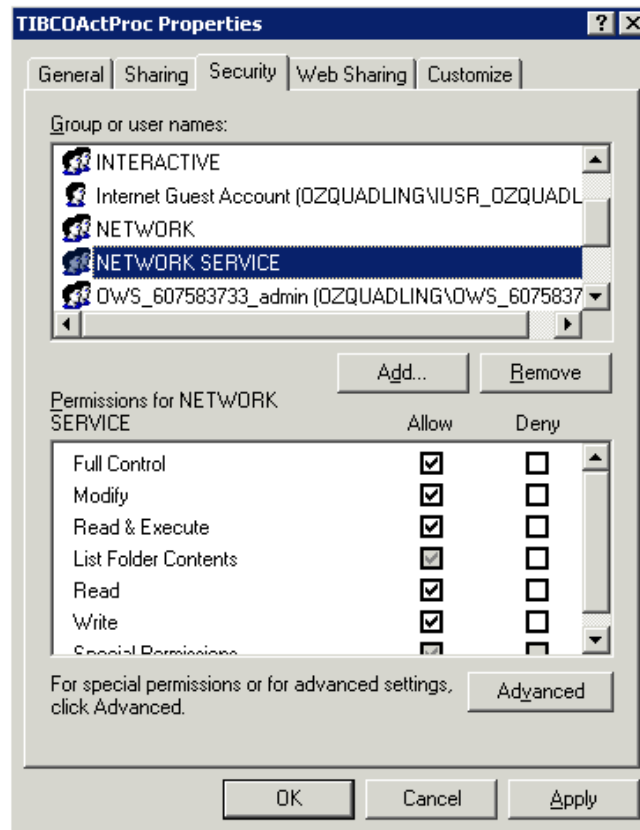 TIBCOActProc Properties
General Sharing Security Web Sharing Customize
Group or user names:
INTERACTIVE
Internet Guest Account (OZQUADLING\IUSR_OZQUADL
NETWORK
NETWORK SERVICE
OWS_607583733_admin (OZQUADLING\OWS_6075837
Add... Remove
Permissions for NETWORK
SERVICE Allow Deny
Full Control
Modify
Read & Execute
List Folder Contents
Read
Write
Special Permissions
For special permissions or for advanced settings,
click Advanced.
Advanced
OK Cancel Apply